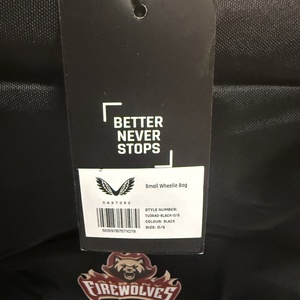 BETTER
NEVER
STOPS
CASTORE
Small Wheelie Bag
STYLE NUMBER:
COLOUR: BLACK
SIZE: O/S
FIREWOLVES